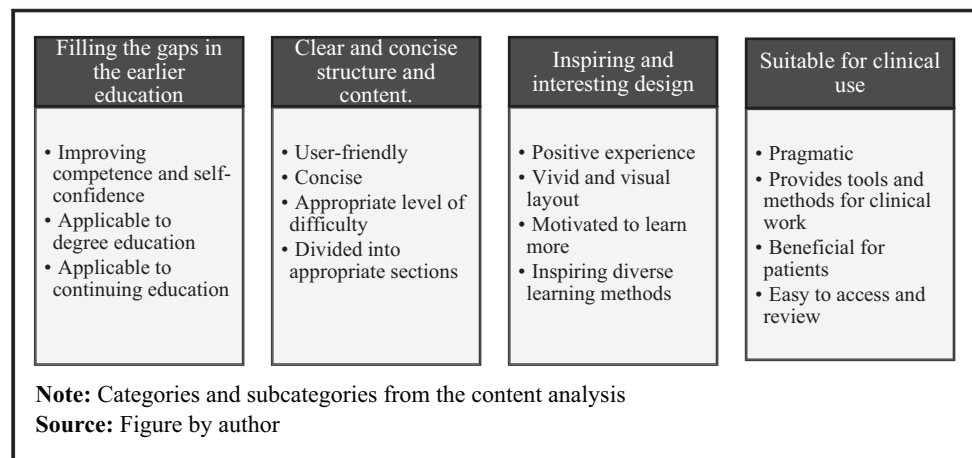 Filling the gaps in
the earlier
education
• Improving
competence and self-
confidence
• Applicable to
degree education
• Applicable to
continuing education
Clear and concise
structure and
content.
• User-friendly
• Concise
• Appropriate level of
difficulty
• Divided into
appropriate sections
Inspiring and
interesting design
• Positive experience
• Vivid and visual
layout
• Motivated to learn
more
• Inspiring diverse
learning methods
Suitable for clinical
use
• Pragmatic
• Provides tools and
methods for clinical
work
• Beneficial for
patients
• Easy to access and
review
Note: Categories and subcategories from the content analysis
Source: Figure by author